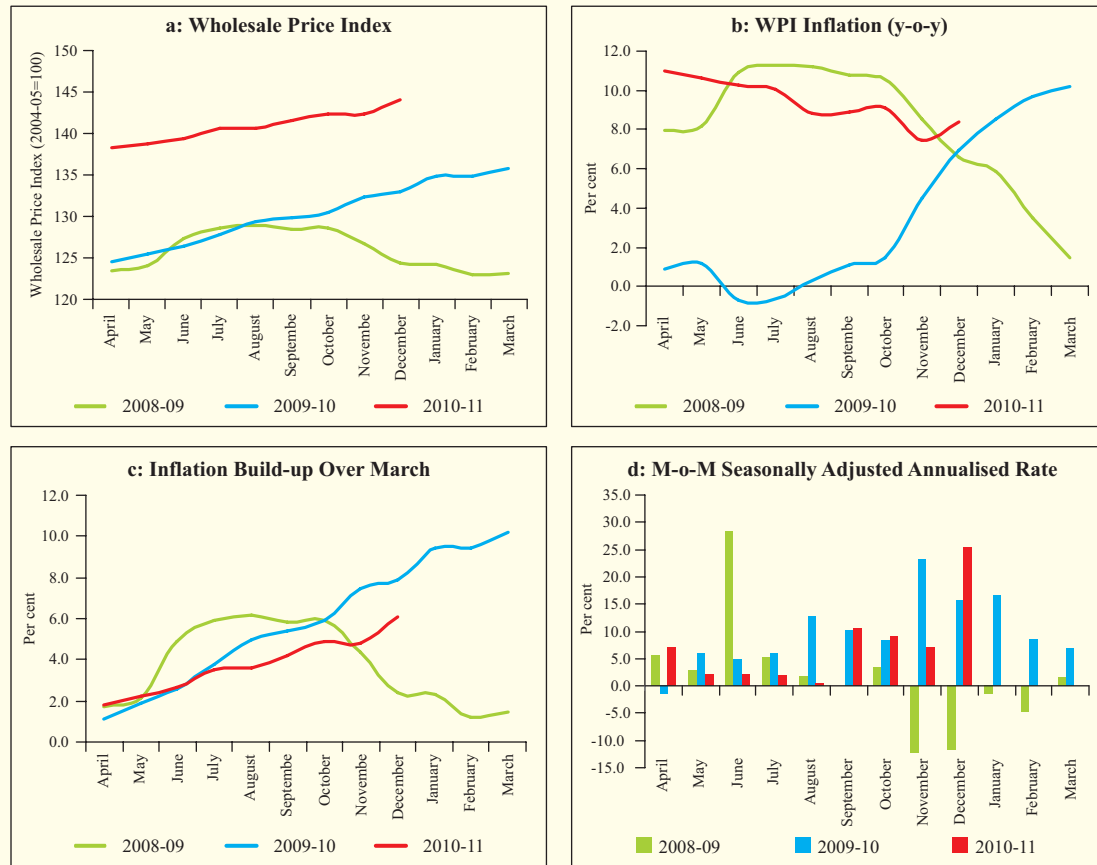 a: Wholesale Price Index
Wholesale Price Index (2004-05=100)
150
145
140
135
130
125
120
April
May
June
July
August
Septembe
October
Novembe
December
January
February
March
2008-09
2009-10
2010-11
b: WPI Inflation (y-o-y)
Per cent
12.0
10.0
8.0
6.0
4.0
2.0
0.0
-2.0
April
May
June
July
August
September
October
November
December
January
February
March
2008-09
2009-10
2010-11
c: Inflation Build-up Over March
Per cent
12.0
10.0
8.0
6.0
4.0
2.0
0.0
April
May
June
July
August
Septembe
October
Novembe
December
January
February
March
2008-09
2009-10
2010-11
d: M-o-M Seasonally Adjusted Annualised Rate
Per cent
35.0
30.0
25.0
20.0
15.0
10.0
5.0
0.0
-5.0
-10.0
-15.0
April
May
June
July
August
September
October
November
December
January
February
March
2008-09
2009-10
2010-11